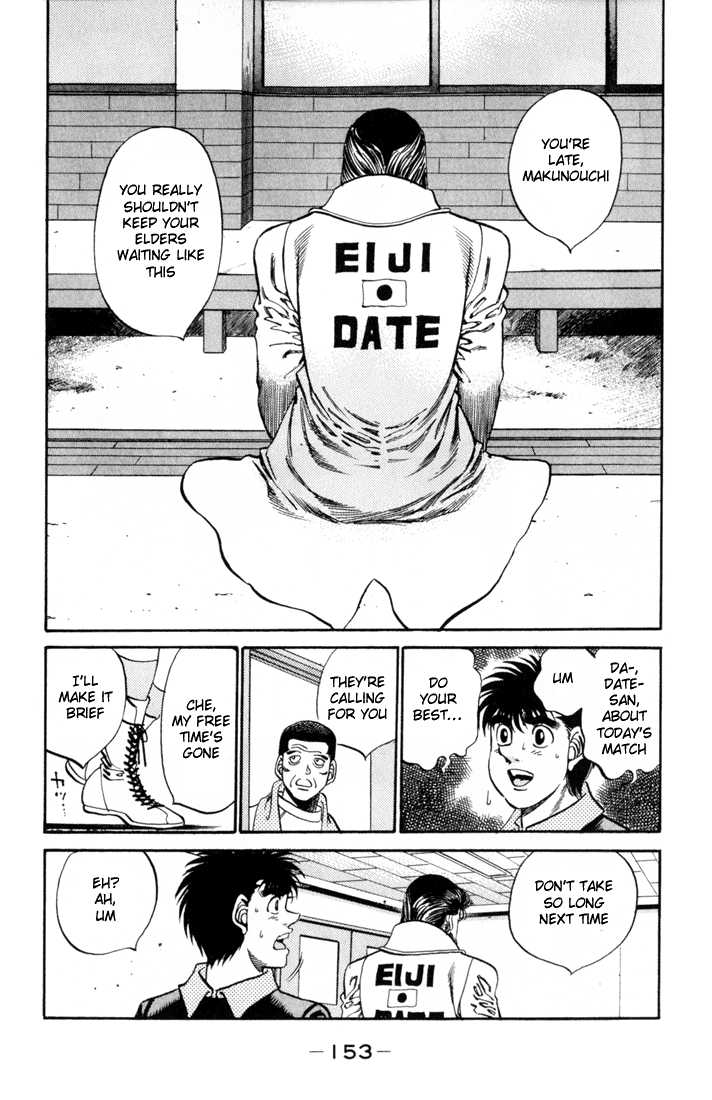 YOU'RE
LATE,
MAKUNOUCHI
YOU REALLY
SHOULDN'T
KEEP YOUR
ELDERS
WAITING LIKE
THIS
EIJI
DATE
DA-,
DATE-
SAN,
ABOUT
TODAY'S
MATCH
UM
DO
YOUR
BEST...
THEY'RE
CALLING
FOR YOU
CHE,
MY FREE
TIME'S
GONE
I'LL
MAKE IT
BRIEF
DON'T TAKE
SO LONG
NEXT TIME
EH?
AH,
UM
EIJI
DATE
-153-